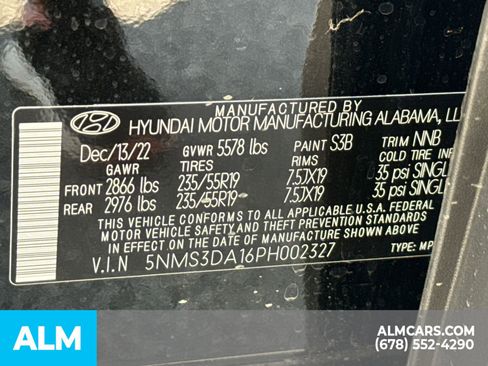 MANUFACTURED BY
HYUNDAI MOTOR MANUFACTURING ALABAMA, LL
Dec/13/22 GVWR 5578 lbs PAINT S3B TRIM NNB
GAWR TIRES RIMS COLD TIRE
FRONT 2866 lbs 235/55R19 7.5JX19 35 psi SINGL
REAR 2976 lbs 235/55R19 7.5JX19 35 psi SINGL
THIS VEHICLE CONFORMS TO ALL APPLICABLE U.S.A. FEDERAL
MOTOR VEHICLE SAFETY AND THEFT PREVENTION STANDARDS
IN EFFECT ON THE DATE OF MANUFACTURE SHOWN ABOVE
V.I.N 5NMS3DA16PH002327 TYPE: MP
ALM
ALMCARS.COM
(678) 552-4290